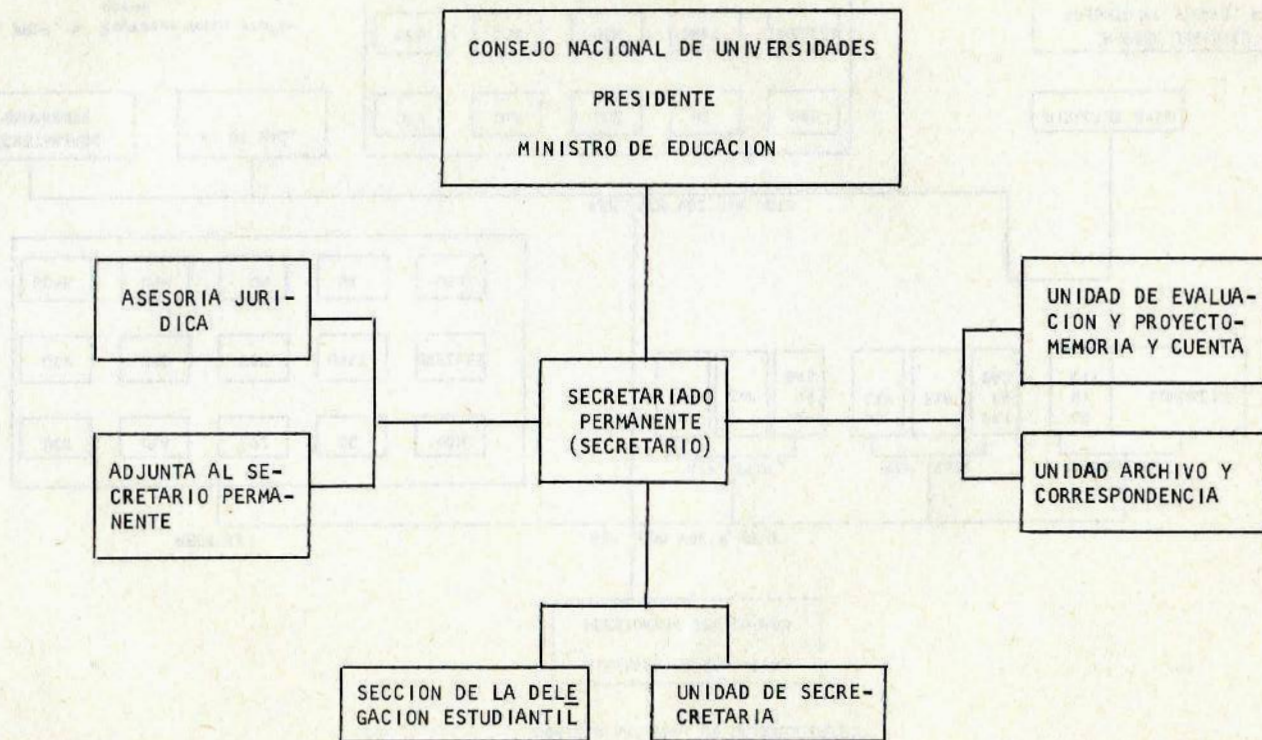 CONSEJO NACIONAL DE UNIVERSIDADES
PRESIDENTE
MINISTRO DE EDUCACION
ASESORIA JURI-
DICA
UNIDAD DE EVALUA-
CION Y PROYECTO-
MEMORIA Y CUENTA
SECRETARIADO
PERMANENTE
(SECRETARIO)
ADJUNTA AL SE-
CRETARIO PERMA-
NENTE
UNIDAD ARCHIVO Y
CORRESPONDENCIA
SECCION DE LA DELE
GACION ESTUDIANTIL
UNIDAD DE SECRE-
CRETARIA